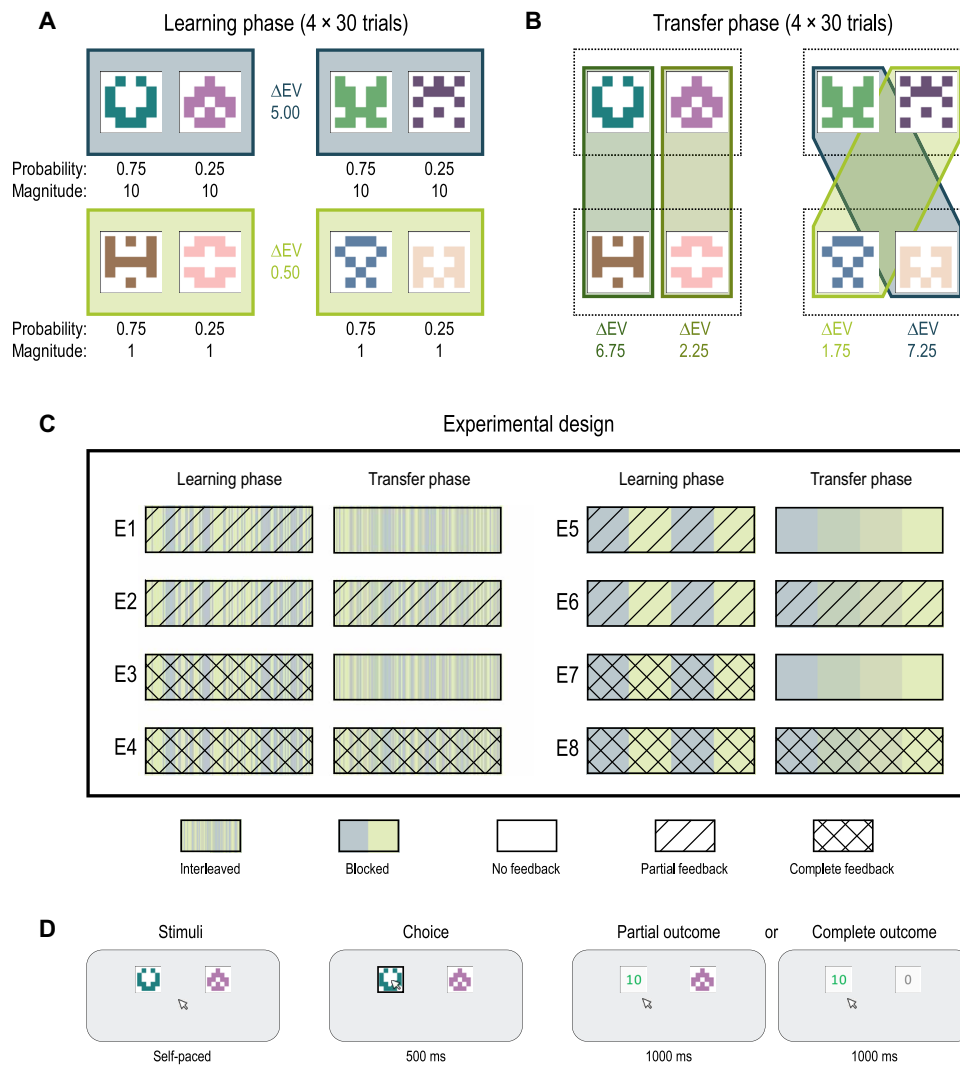 A
Learning phase (4 × 30 trials)
ΔEV
5.00
Probability: 0.75 0.25 0.75 0.25
Magnitude: 10 10 10 10
ΔEV
0.50
Probability: 0.75 0.25 0.75 0.25
Magnitude: 1 1 1 1
B
Transfer phase (4 × 30 trials)
ΔEV ΔEV ΔEV ΔEV
6.75 2.25 1.75 7.25
C
Experimental design
Learning phase Transfer phase Learning phase Transfer phase
E1 E5
E2 E6
E3 E7
E4 E8
Interleaved Blocked No feedback Partial feedback Complete feedback
D
Stimuli Choice Partial outcome or Complete outcome
10 10 0
Self-paced 500 ms 1000 ms 1000 ms